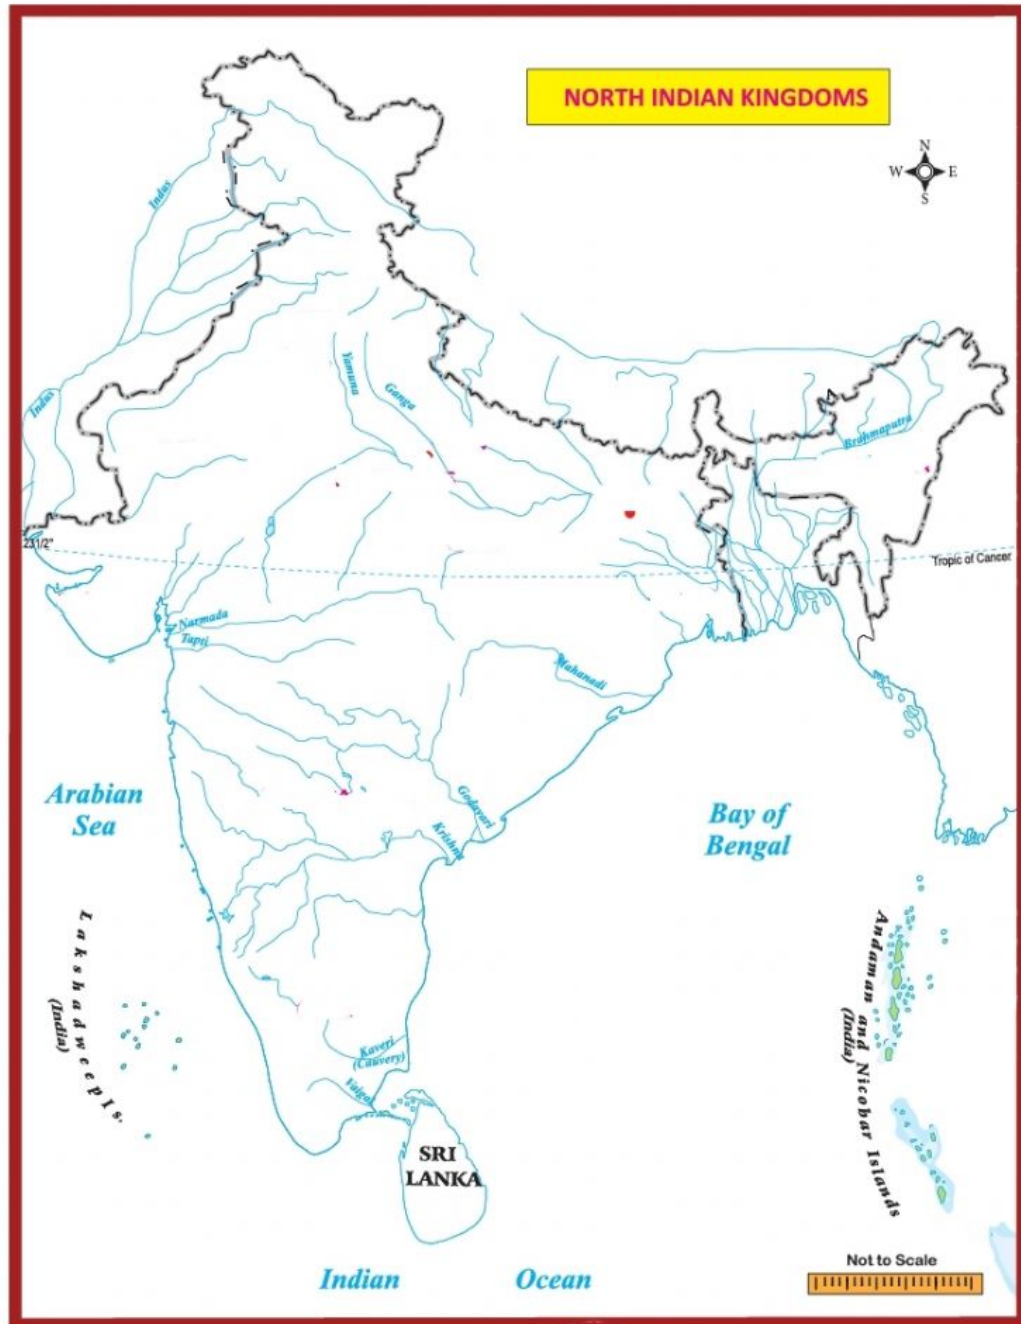 NORTH INDIAN KINGDOMS
N
W E
S
Indus
Indus
Yamuna
Ganga
Brahmaputra
231/2"
Tropic of Cancer
Narmada
Tapti
Mahanadi
Arabian
Sea
Godavari
Krishna
Bay of
Bengal
Lakshadweep Is.
(India)
Andaman and Nicobar Islands
(India)
Kaveri
(Cauvery)
Vaigai
SRI
LANKA
Not to Scale
Indian Ocean